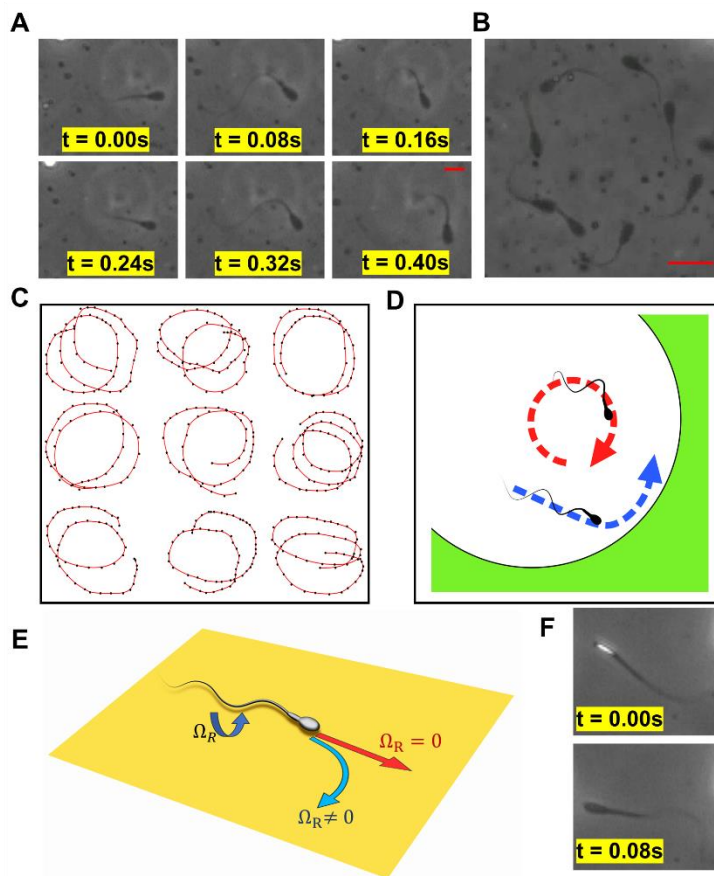 A
B
t = 0.00s
t = 0.08s
t = 0.16s
t = 0.24s
t = 0.32s
t = 0.40s
C
D
E
F
Ω_R
Ω_R = 0
Ω_R ≠ 0
t = 0.00s
t = 0.08s